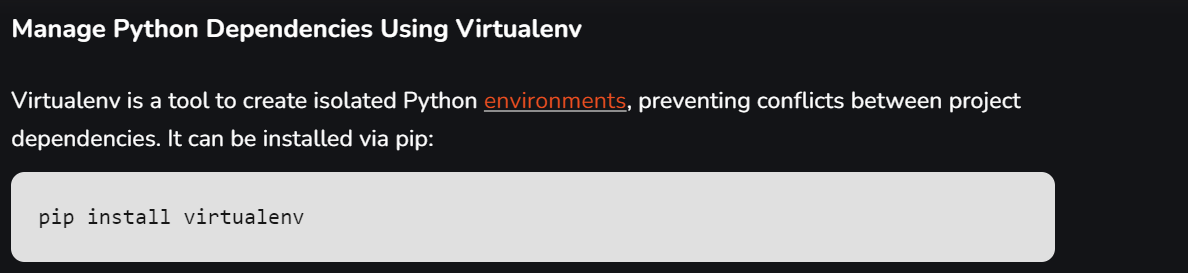 Manage Python Dependencies Using Virtualenv
Virtualenv is a tool to create isolated Python environments, preventing conflicts between project
dependencies. It can be installed via pip:
pip install virtualenv